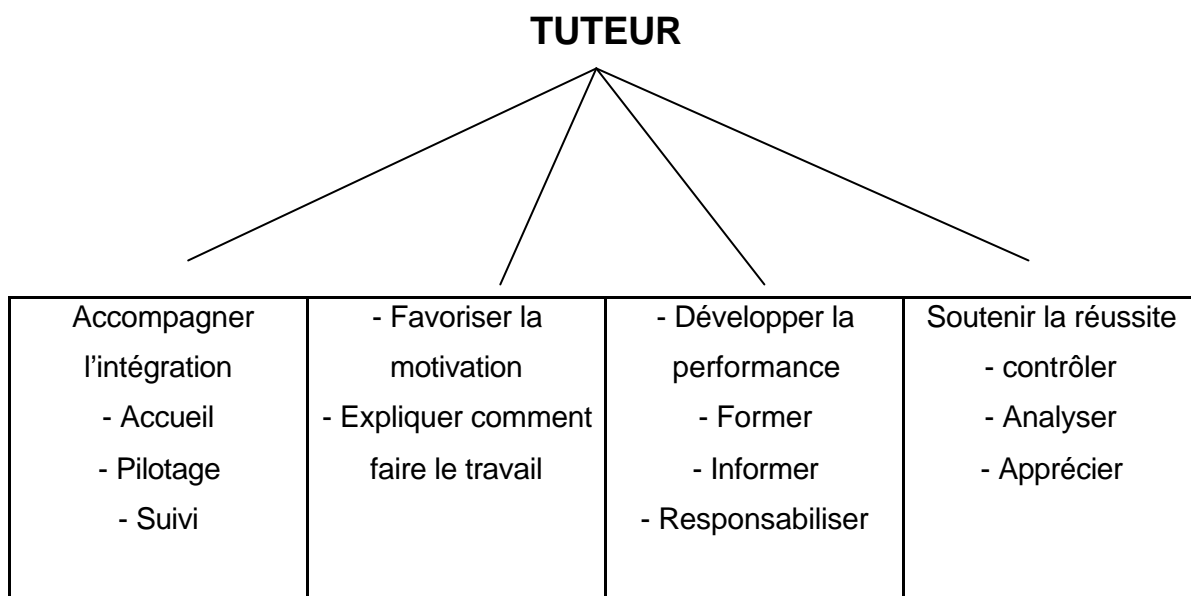 TUTEUR
Accompagner
l'intégration
- Accueil
- Pilotage
- Suivi
- Favoriser la
motivation
- Expliquer comment
faire le travail
- Développer la
performance
- Former
- Informer
- Responsabiliser
Soutenir la réussite
- contrôler
- Analyser
- Apprécier